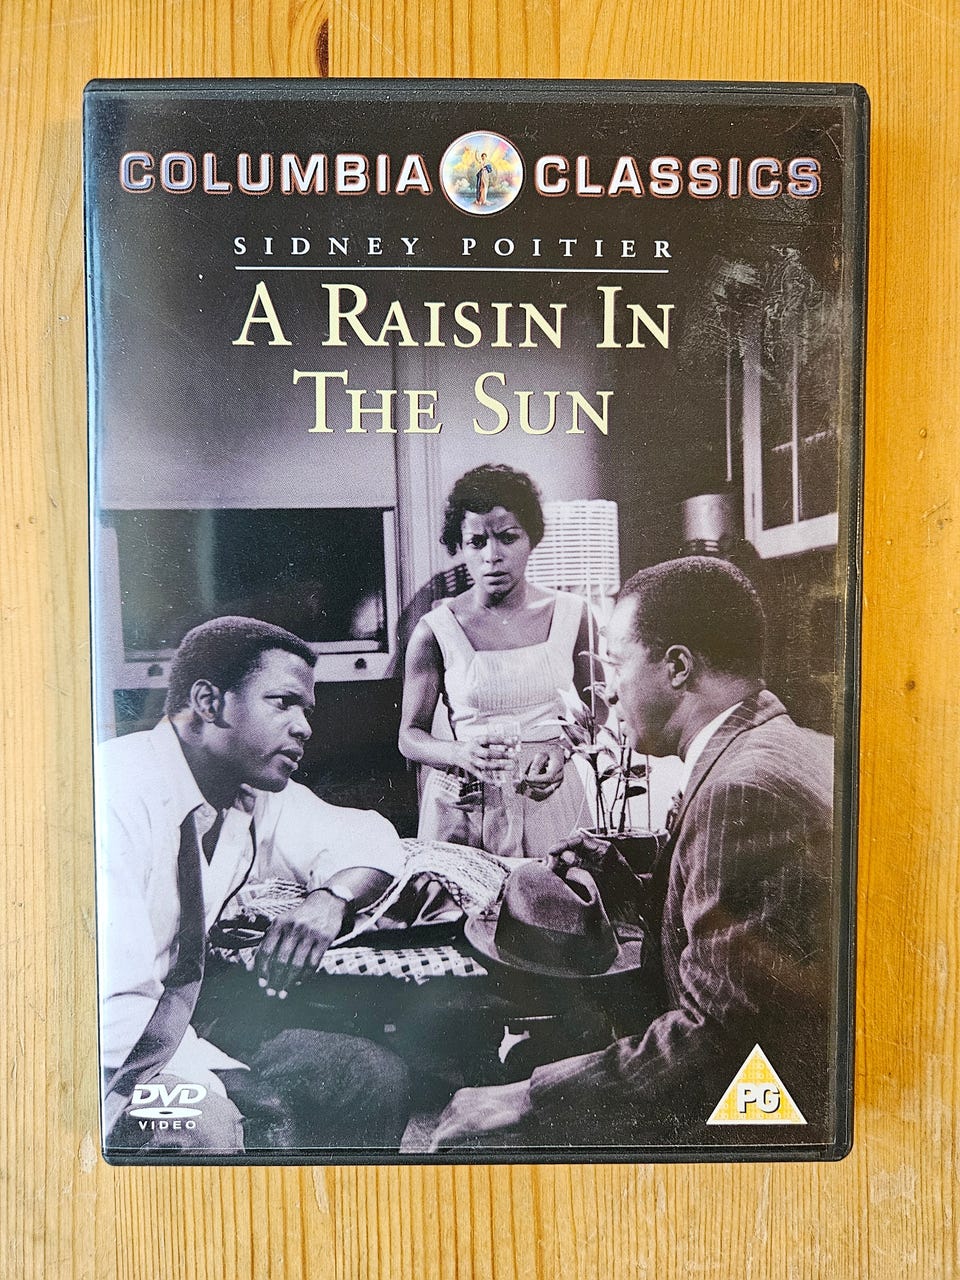 COLUMBIA CLASSICS
SIDNEY POITIER
A RAISIN IN
THE SUN
DVD
VIDEO
PG